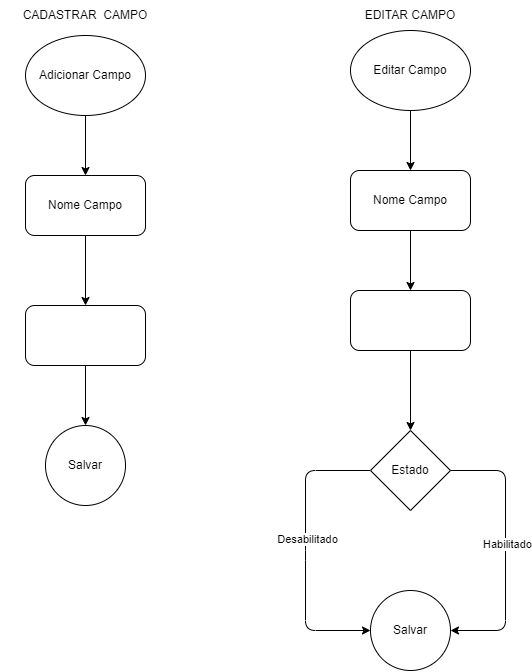 CADASTRAR  CAMPO
Adicionar Campo
Nome Campo
Salvar
EDITAR CAMPO
Editar Campo
Nome Campo
Estado
Desabilitado
Habilitado
Salvar